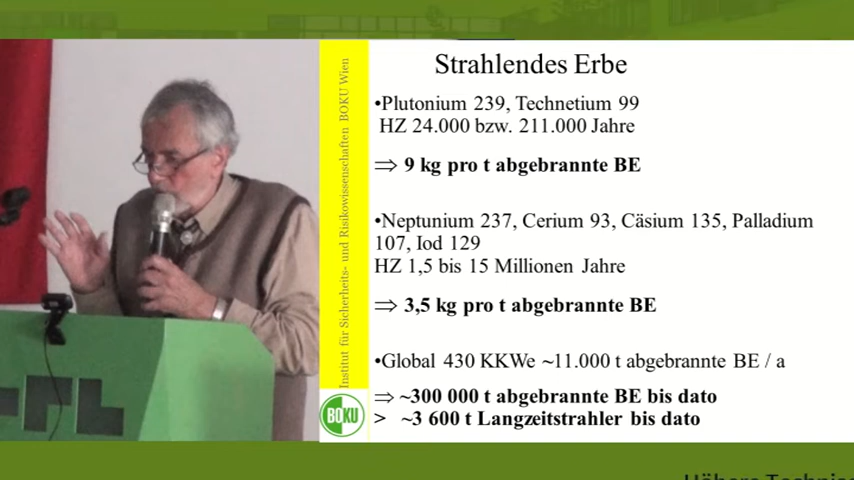 Strahlendes Erbe
•Plutonium 239, Technetium 99
HZ 24.000 bzw. 211.000 Jahre
⇒ 9 kg pro t abgebrannte BE
•Neptunium 237, Cerium 93, Cäsium 135, Palladium
107, Iod 129
HZ 1,5 bis 15 Millionen Jahre
⇒ 3,5 kg pro t abgebrannte BE
•Global 430 KKWe ~11.000 t abgebrannte BE / a
⇒ ~300 000 t abgebrannte BE bis dato
> ~3 600 t Langzeitstrahler bis dato
Institut für Sicherheits- und Risikowissenschaften BOKU Wien
BOKU